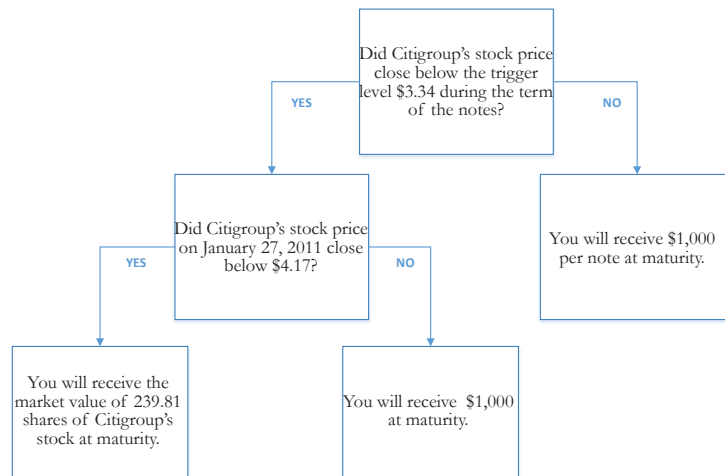 Did Citigroup's stock price
close below the trigger
level $3.34 during the term
of the notes?
YES
NO
Did Citigroup's stock price
on January 27, 2011 close
below $4.17?
You will receive $1,000
per note at maturity.
YES
NO
You will receive the
market value of 239.81
shares of Citigroup's
stock at maturity.
You will receive $1,000
at maturity.